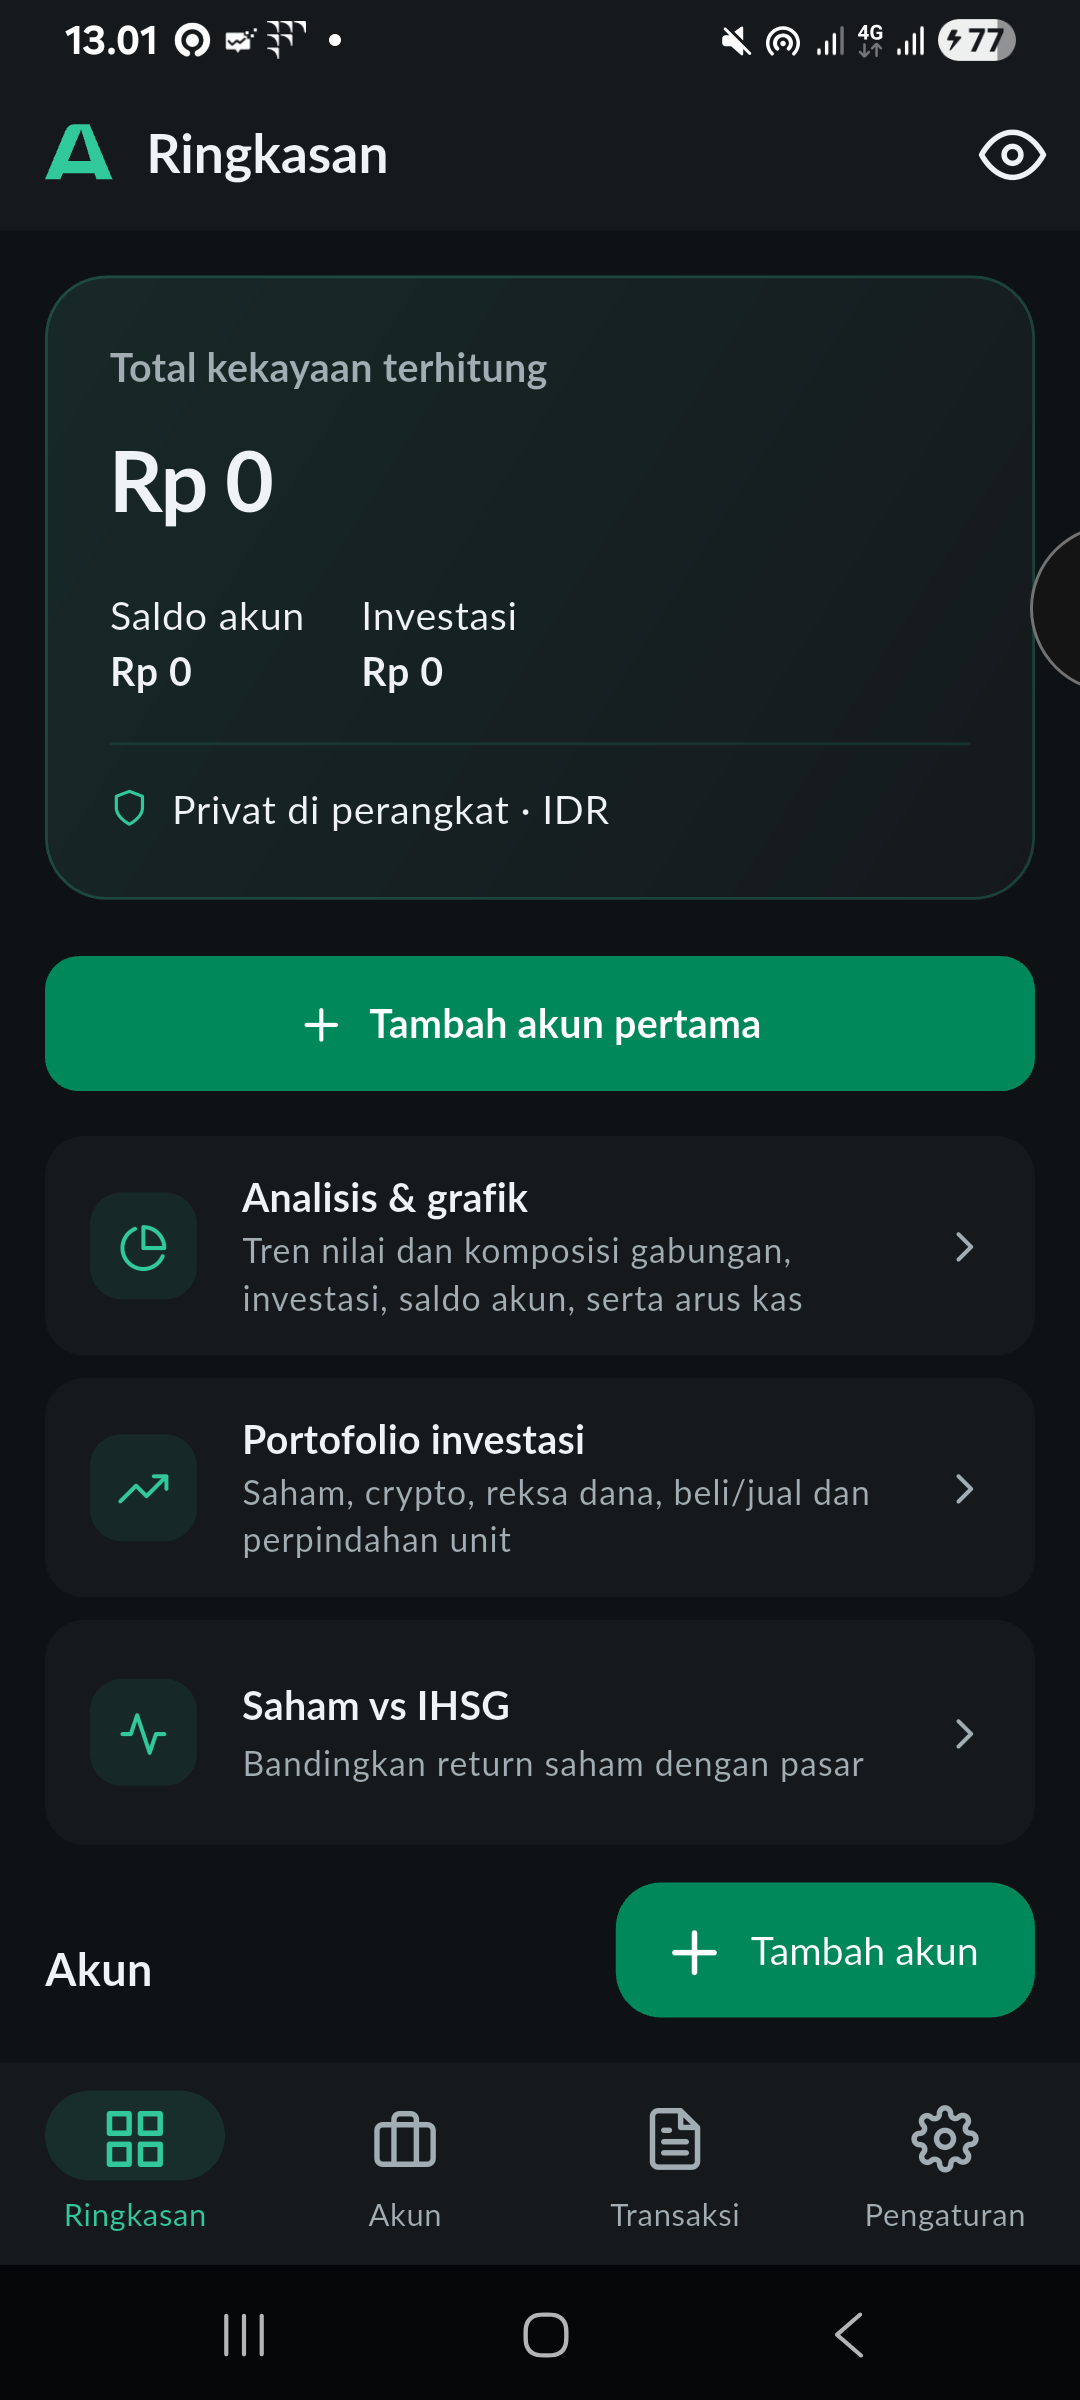 13.01
4G
77
Ringkasan
Total kekayaan terhitung
Rp 0
Saldo akun Investasi
Rp 0 Rp 0
Privat di perangkat · IDR
Tambah akun pertama
Analisis & grafik
Tren nilai dan komposisi gabungan,
investasi, saldo akun, serta arus kas
Portofolio investasi
Saham, crypto, reksa dana, beli/jual dan
perpindahan unit
Saham vs IHSG
Bandingkan return saham dengan pasar
Akun
Tambah akun
Ringkasan Akun Transaksi Pengaturan